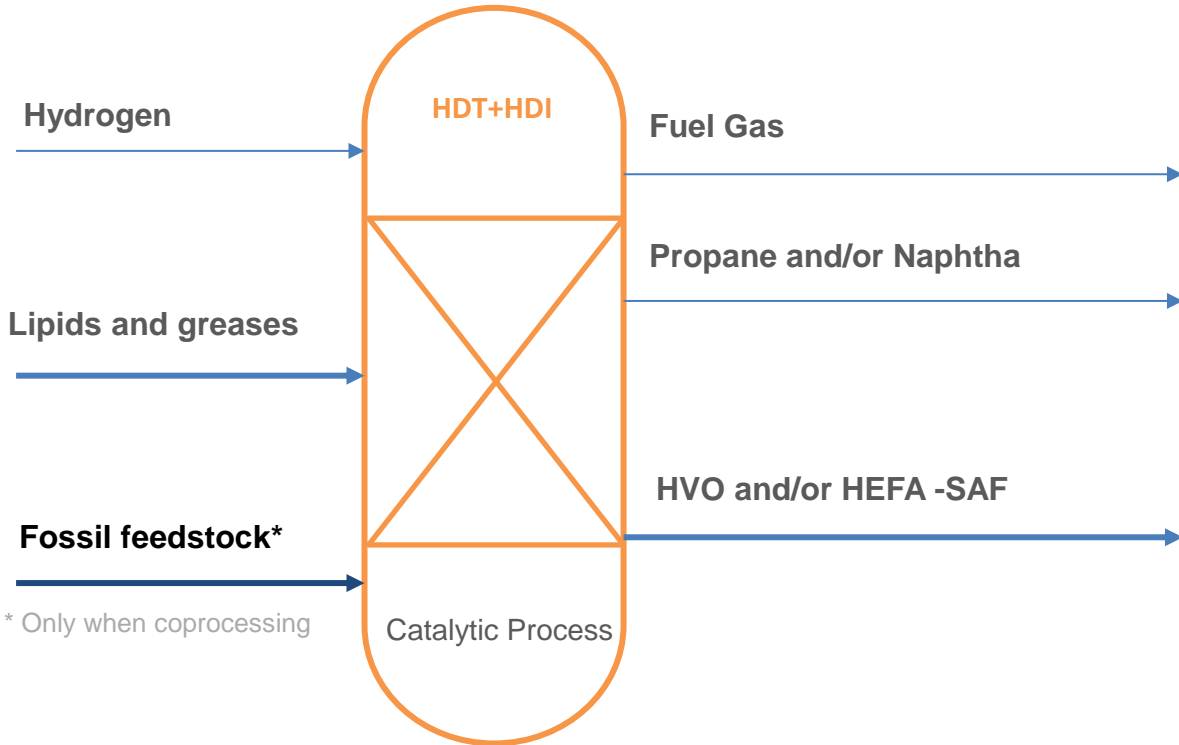 HDT+HDI
Hydrogen
Fuel Gas
Propane and/or Naphtha
Lipids and greases
HVO and/or HEFA -SAF
Fossil feedstock*
* Only when coprocessing
Catalytic Process